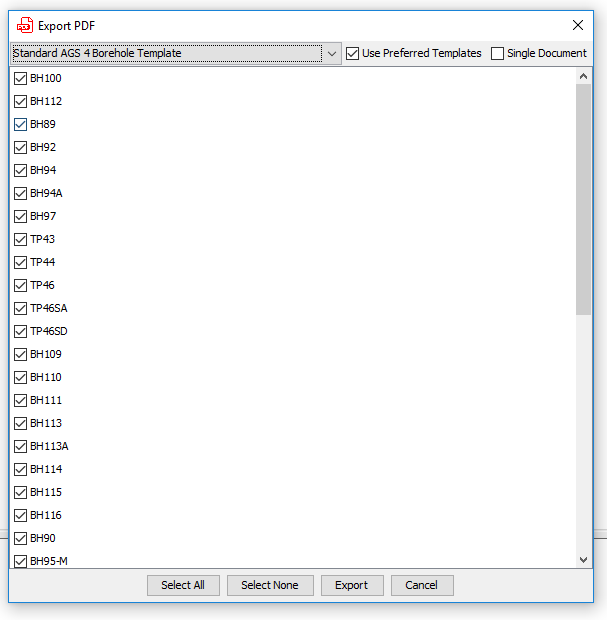 Export PDF
Standard AGS 4 Borehole Template Use Preferred Templates Single Document
BH100
BH112
BH89
BH92
BH94
BH94A
BH97
TP43
TP44
TP46
TP46SA
TP46SD
BH109
BH110
BH111
BH113
BH113A
BH114
BH115
BH116
BH90
BH95-M
Select All Select None Export Cancel